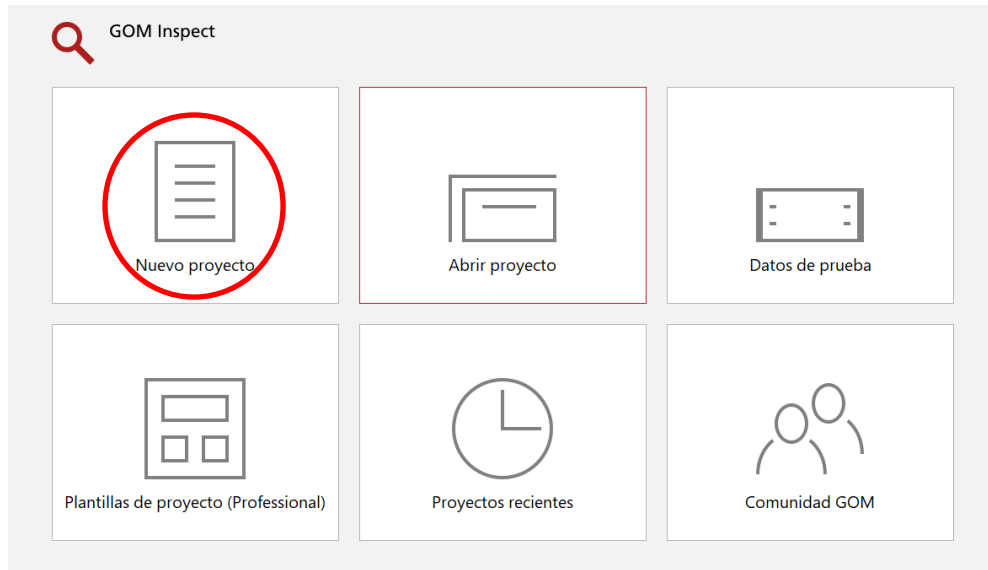 GOM Inspect
Nuevo proyecto
Abrir proyecto
Datos de prueba
Plantillas de proyecto (Professional)
Proyectos recientes
Comunidad GOM